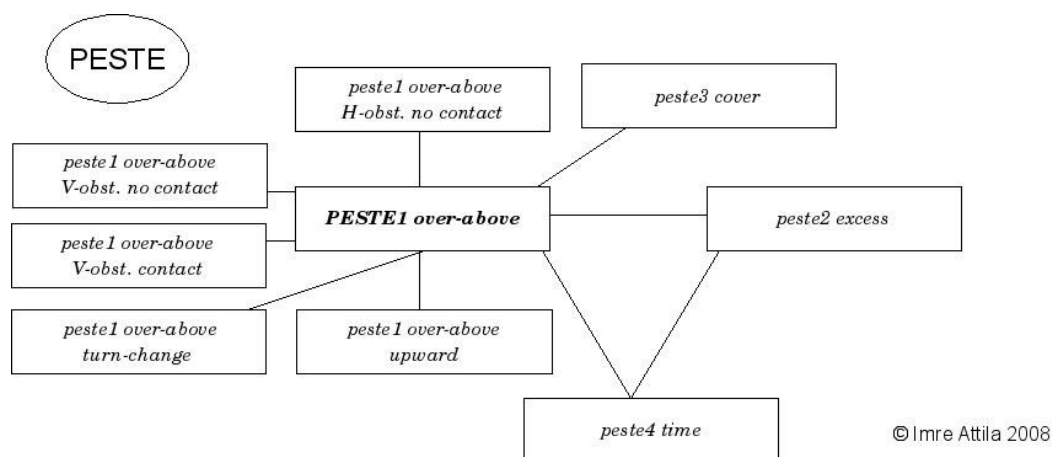 PESTE
peste1 over-above
H-obst. no contact
peste3 cover
peste1 over-above
V-obst. no contact
PESTE1 over-above
peste2 excess
peste1 over-above
V-obst. contact
peste1 over-above
turn-change
peste1 over-above
upward
peste4 time
© Imre Attila 2008